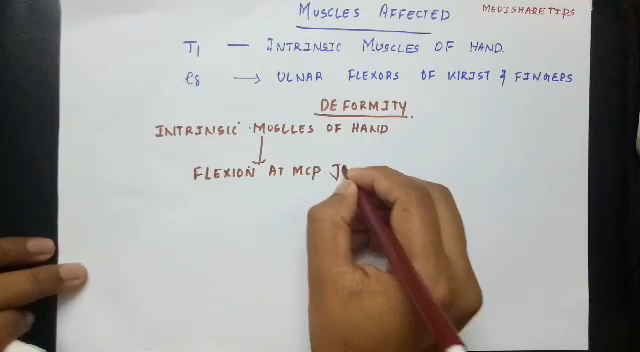 MUSCLES AFFECTED
MEDISHARETIPS
T1 — INTRINSIC MUSCLES OF HAND
C8 → ULNAR FLEXORS OF WRIST & FINGERS
DEFORMITY.
INTRINSIC MUSCLES OF HAND
↓
FLEXION AT MCP JO